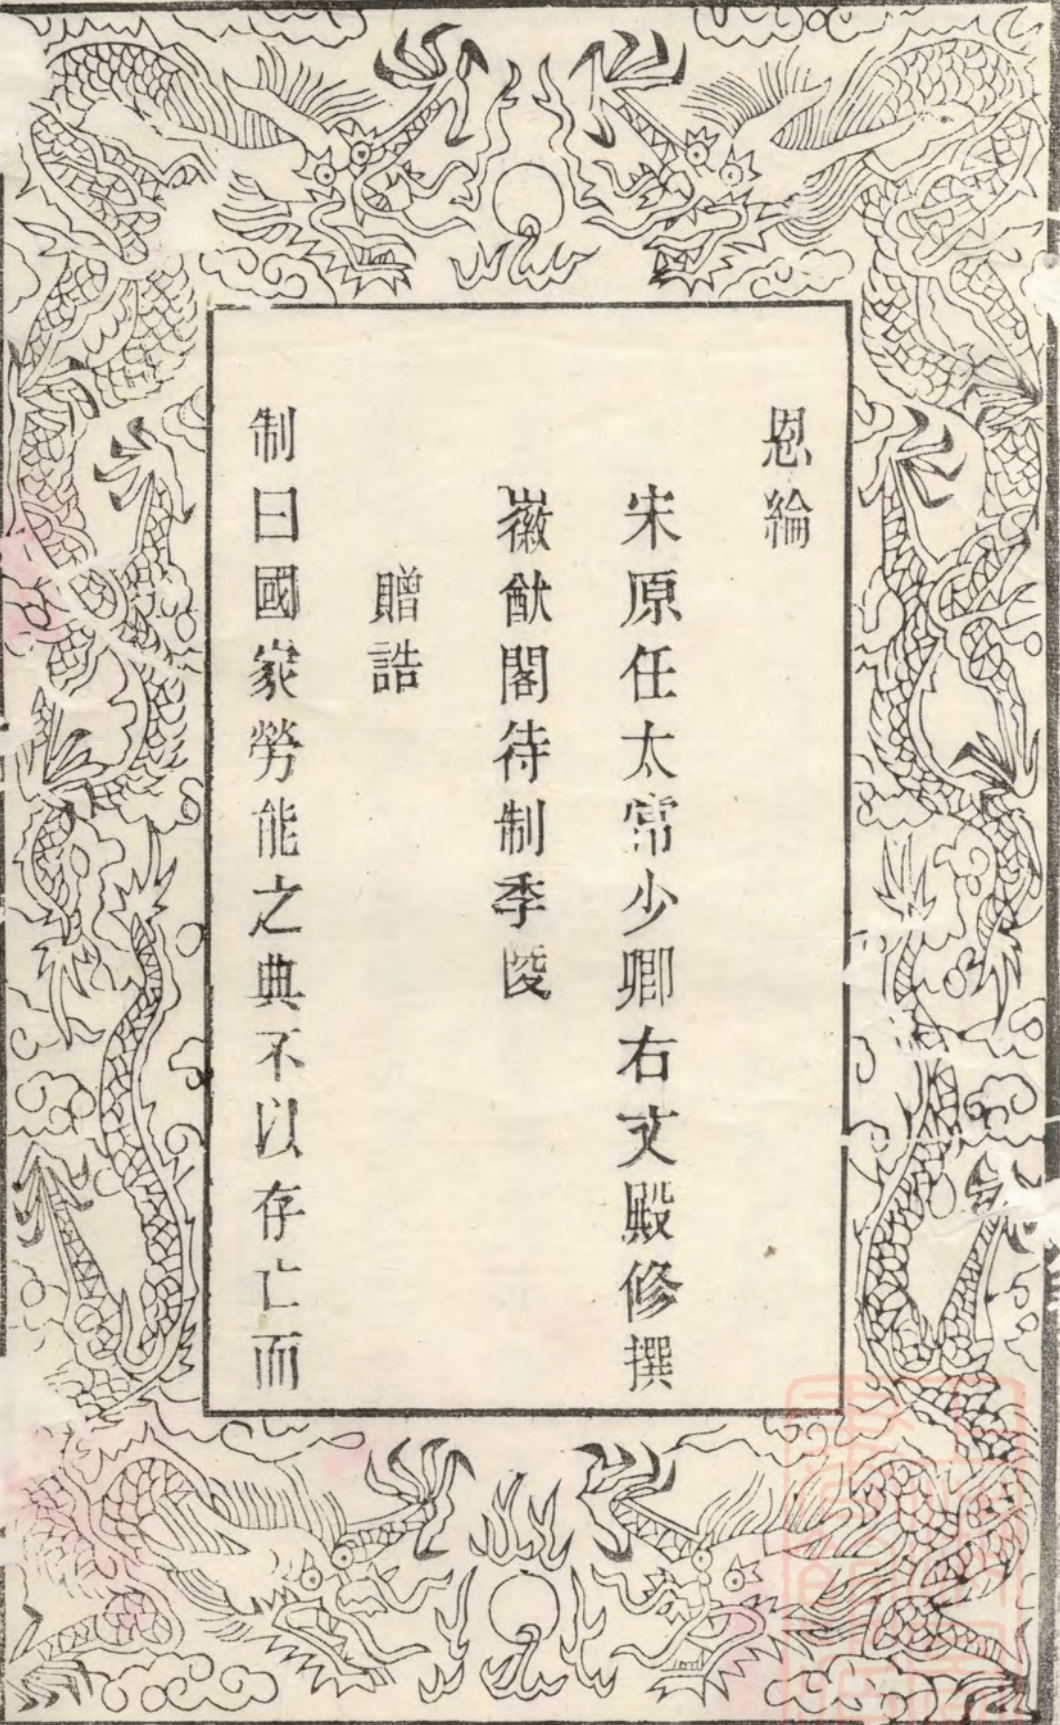 恩綸
宋原任太常少卿右文殿修撰
徽猷閣待制季陵
贈誥
制曰國家勞能之典不以存亡而